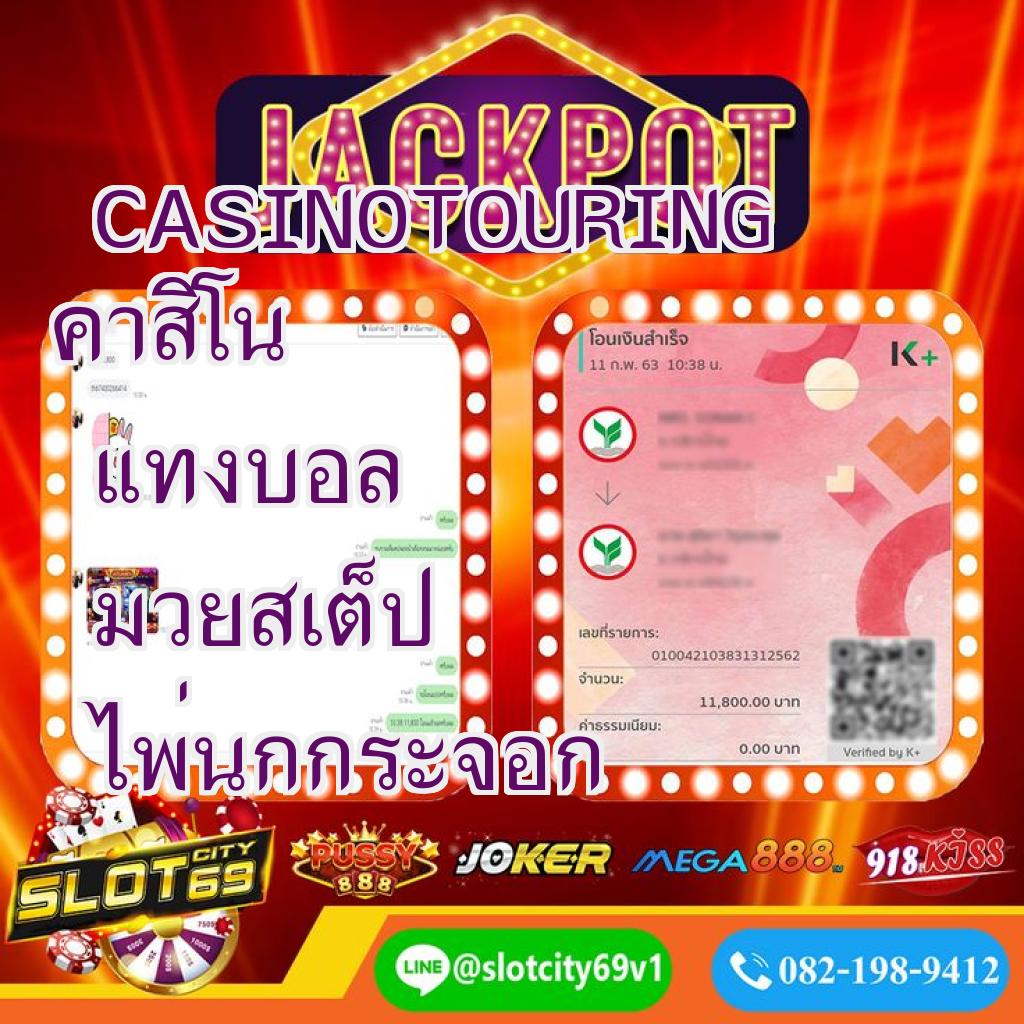 JACKPOT
CASINOTOURING
คาสิโน
แทงบอล
มวยสเต็ป
ไพ่นกกระจอก
โอนเงินสำเร็จ
11 ก.พ. 63 10:38 น.
K+
เลขที่รายการ:
010042103831312562
จำนวน:
11,800.00 บาท
ค่าธรรมเนียม:
0.00 บาท
Verified by K+
SLOT CITY 69
PUSSY 888
JOKER
MEGA888
918KISS
LINE @slotcity69v1
082-198-9412